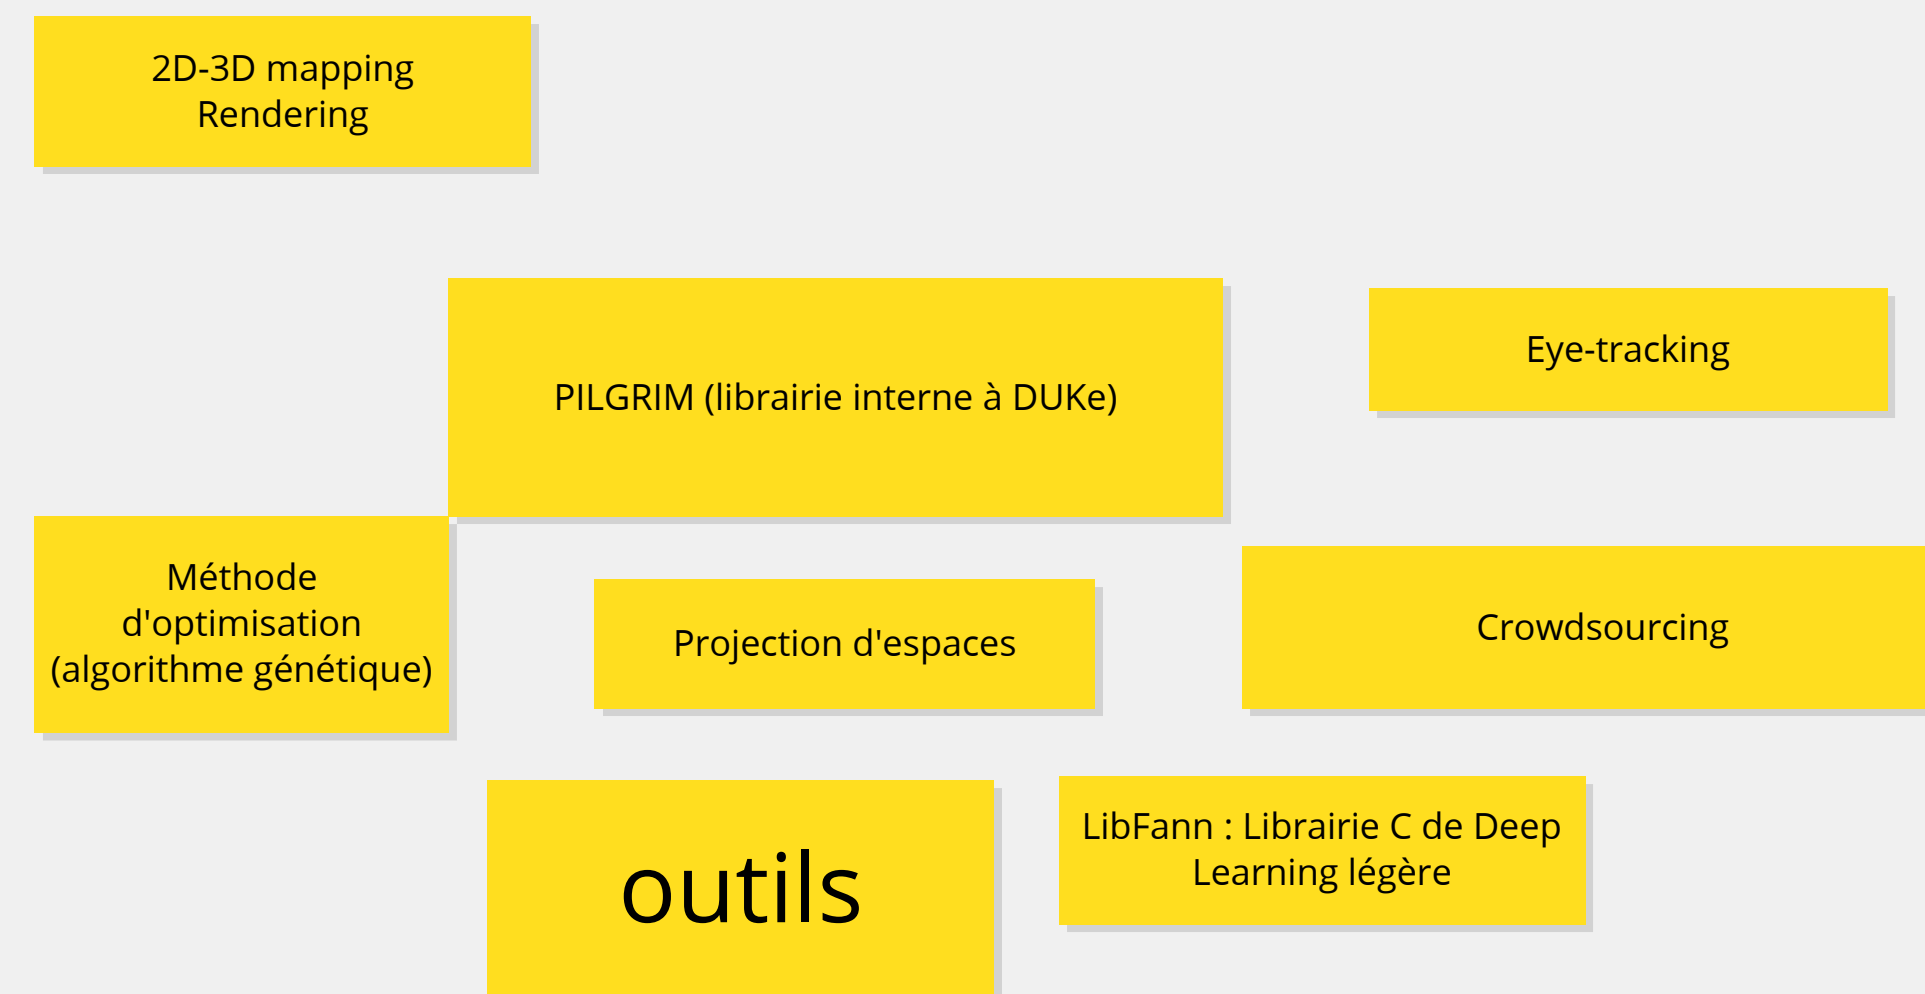 2D-3D mapping
Rendering
PILGRIM (librairie interne à DUKe)
Eye-tracking
Méthode
d'optimisation
(algorithme génétique)
Projection d'espaces
Crowdsourcing
outils
LibFann : Librairie C de Deep
Learning légère